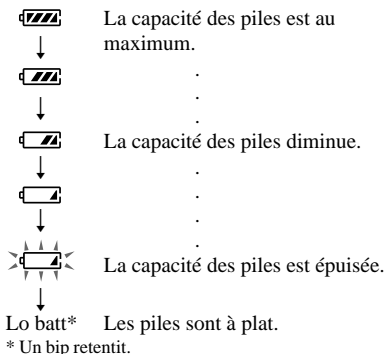 La capacité des piles est au
maximum.
.
.
.
La capacité des piles diminue.
.
.
.
.
La capacité des piles est épuisée.
Lo batt* Les piles sont à plat.
* Un bip retentit.